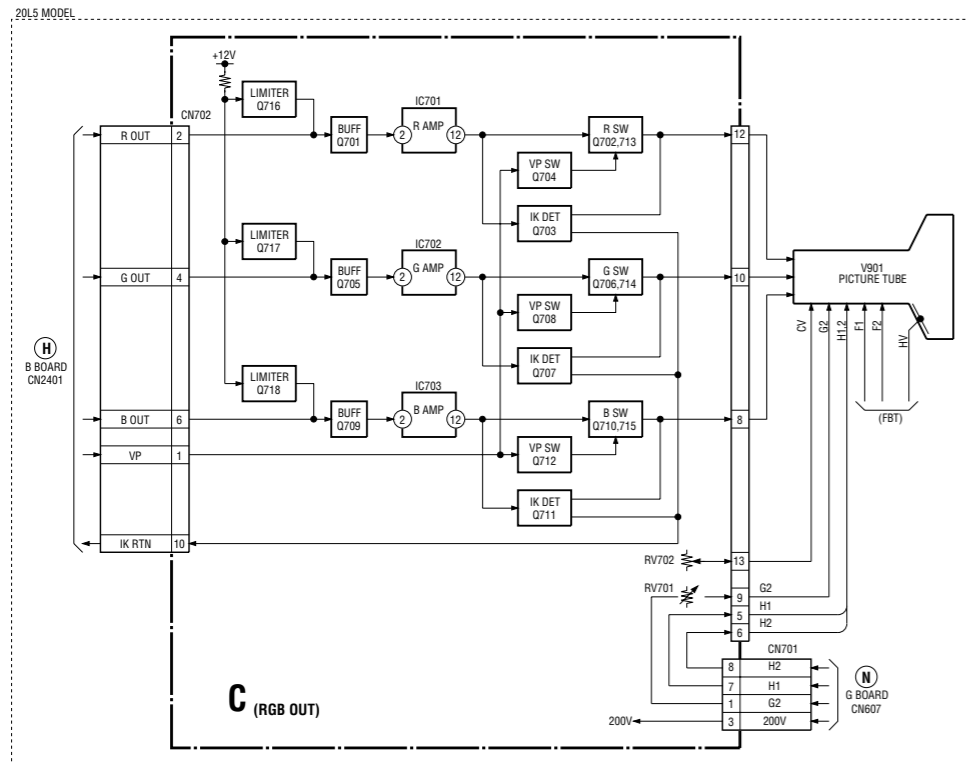 20L5 MODEL
+12V
LIMITER
Q716
IC701
CN702
R OUT 2
BUFF
Q701
2 R AMP 12
R SW
Q702,713
12
VP SW
Q704
IK DET
Q703
LIMITER
Q717
IC702
G OUT 4
BUFF
Q705
2 G AMP 12
G SW
Q706,714
10
V901
PICTURE TUBE
VP SW
Q708
CV
G2
H1.2
F1
F2
HV
(FBT)
IK DET
Q707
H
B BOARD
CN2401
LIMITER
Q718
IC703
B OUT 6
BUFF
Q709
2 B AMP 12
B SW
Q710,715
8
VP 1
VP SW
Q712
IK DET
Q711
IK RTN 10
RV702
13
RV701
9 G2
5 H1
6 H2
CN701
8 H2
7 H1
1 G2
200V
3 200V
N
G BOARD
CN607
C (RGB OUT)